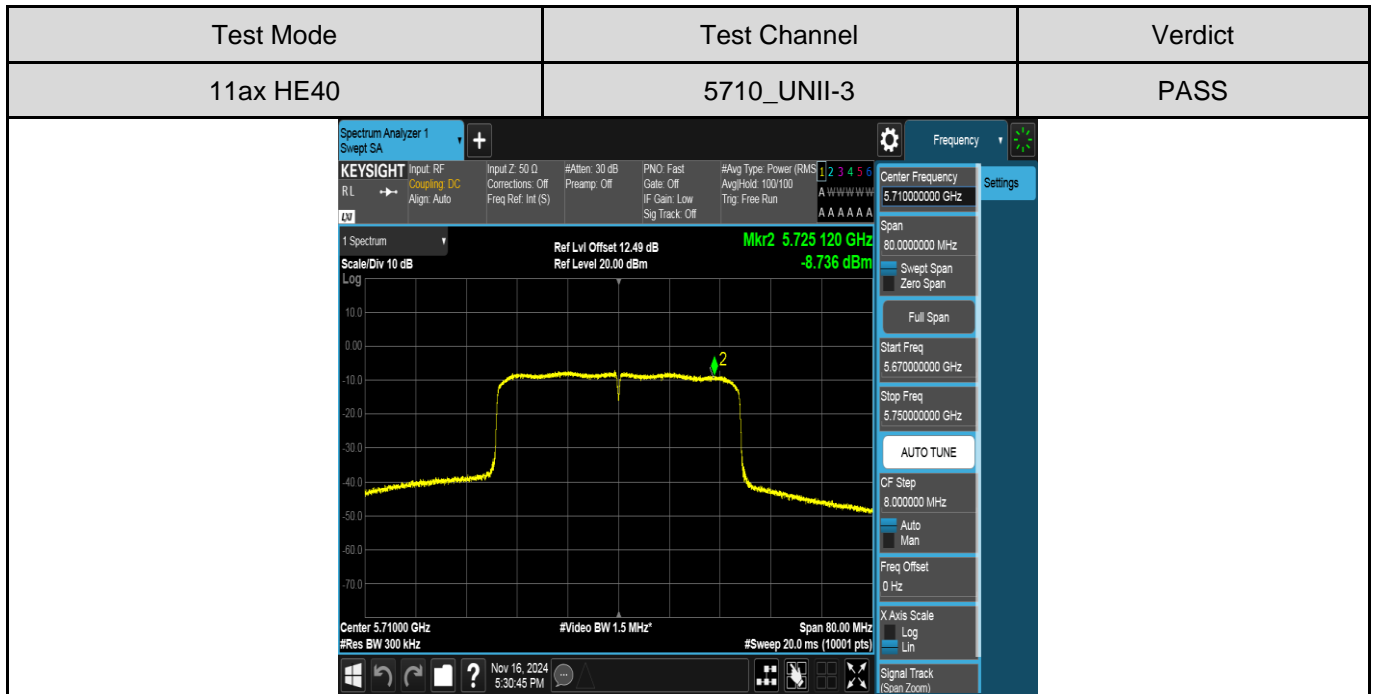 Test Mode Test Channel Verdict
11ax HE40 5710_UNII-3 PASS
Spectrum Analyzer 1
Swept SA
+
Frequency
KEYSIGHT Input: RF Input Z: 50 Ω #Atten: 30 dB PNO: Fast #Avg Type: Power (RMS 1 2 3 4 5 6
R L Coupling: DC Corrections: Off Preamp: Off Gate: Off Avg|Hold: 100/100 A W W W W W
Align: Auto Freq Ref: Int (S) IF Gain: Low Trig: Free Run
LXI Sig Track: Off A A A A A A
Center Frequency
5.710000000 GHz
Settings
1 Spectrum
Scale/Div 10 dB
Ref Lvl Offset 12.49 dB
Ref Level 20.00 dBm
Mkr2 5.725 120 GHz
-8.736 dBm
Log
10.0
0.00
-10.0
-20.0
-30.0
-40.0
-50.0
-60.0
-70.0
2
Center 5.71000 GHz #Video BW 1.5 MHz* Span 80.00 MHz
#Res BW 300 kHz #Sweep 20.0 ms (10001 pts)
Span
80.0000000 MHz
Swept Span
Zero Span
Full Span
Start Freq
5.670000000 GHz
Stop Freq
5.750000000 GHz
AUTO TUNE
CF Step
8.000000 MHz
Auto
Man
Freq Offset
0 Hz
X Axis Scale
Log
Lin
Signal Track
(Span Zoom)
? Nov 16, 2024
5:30:45 PM